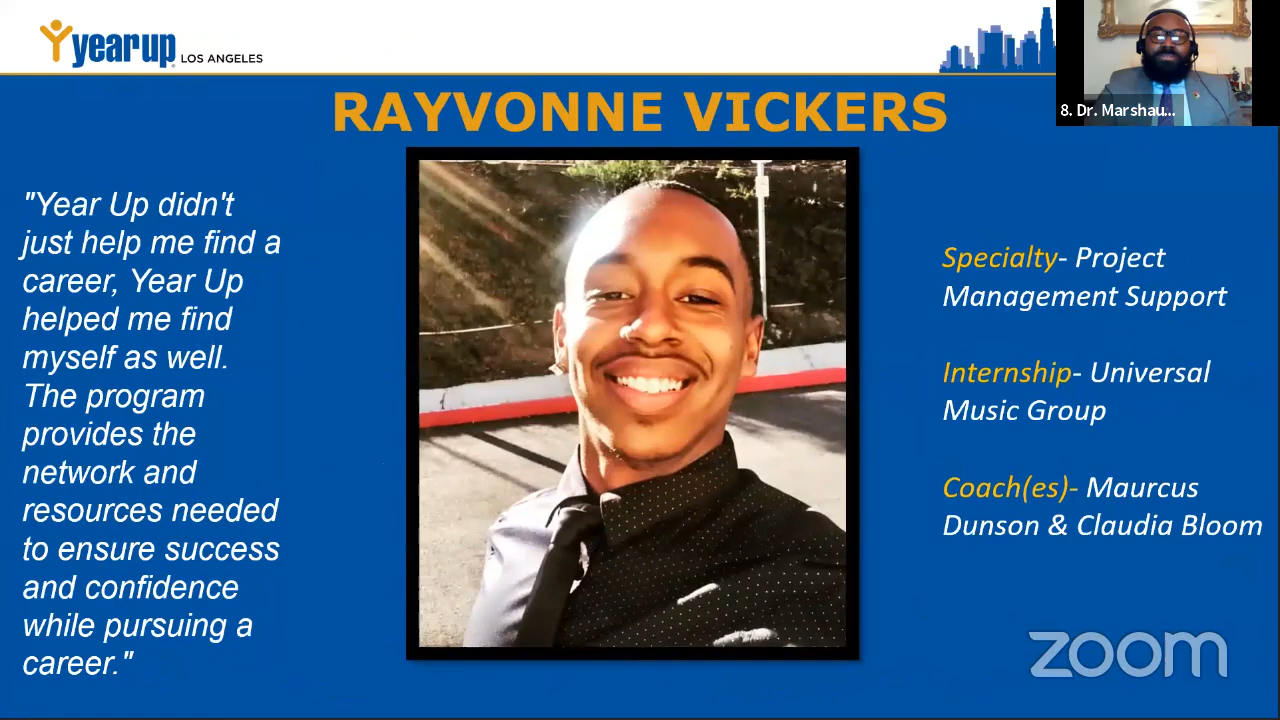 yearup LOS ANGELES
8. Dr. Marshau...
RAYVONNE VICKERS
"Year Up didn't
just help me find a
career, Year Up
helped me find
myself as well.
The program
provides the
network and
resources needed
to ensure success
and confidence
while pursuing a
career."
Specialty- Project
Management Support
Internship- Universal
Music Group
Coach(es)- Maurcus
Dunson & Claudia Bloom
zoom